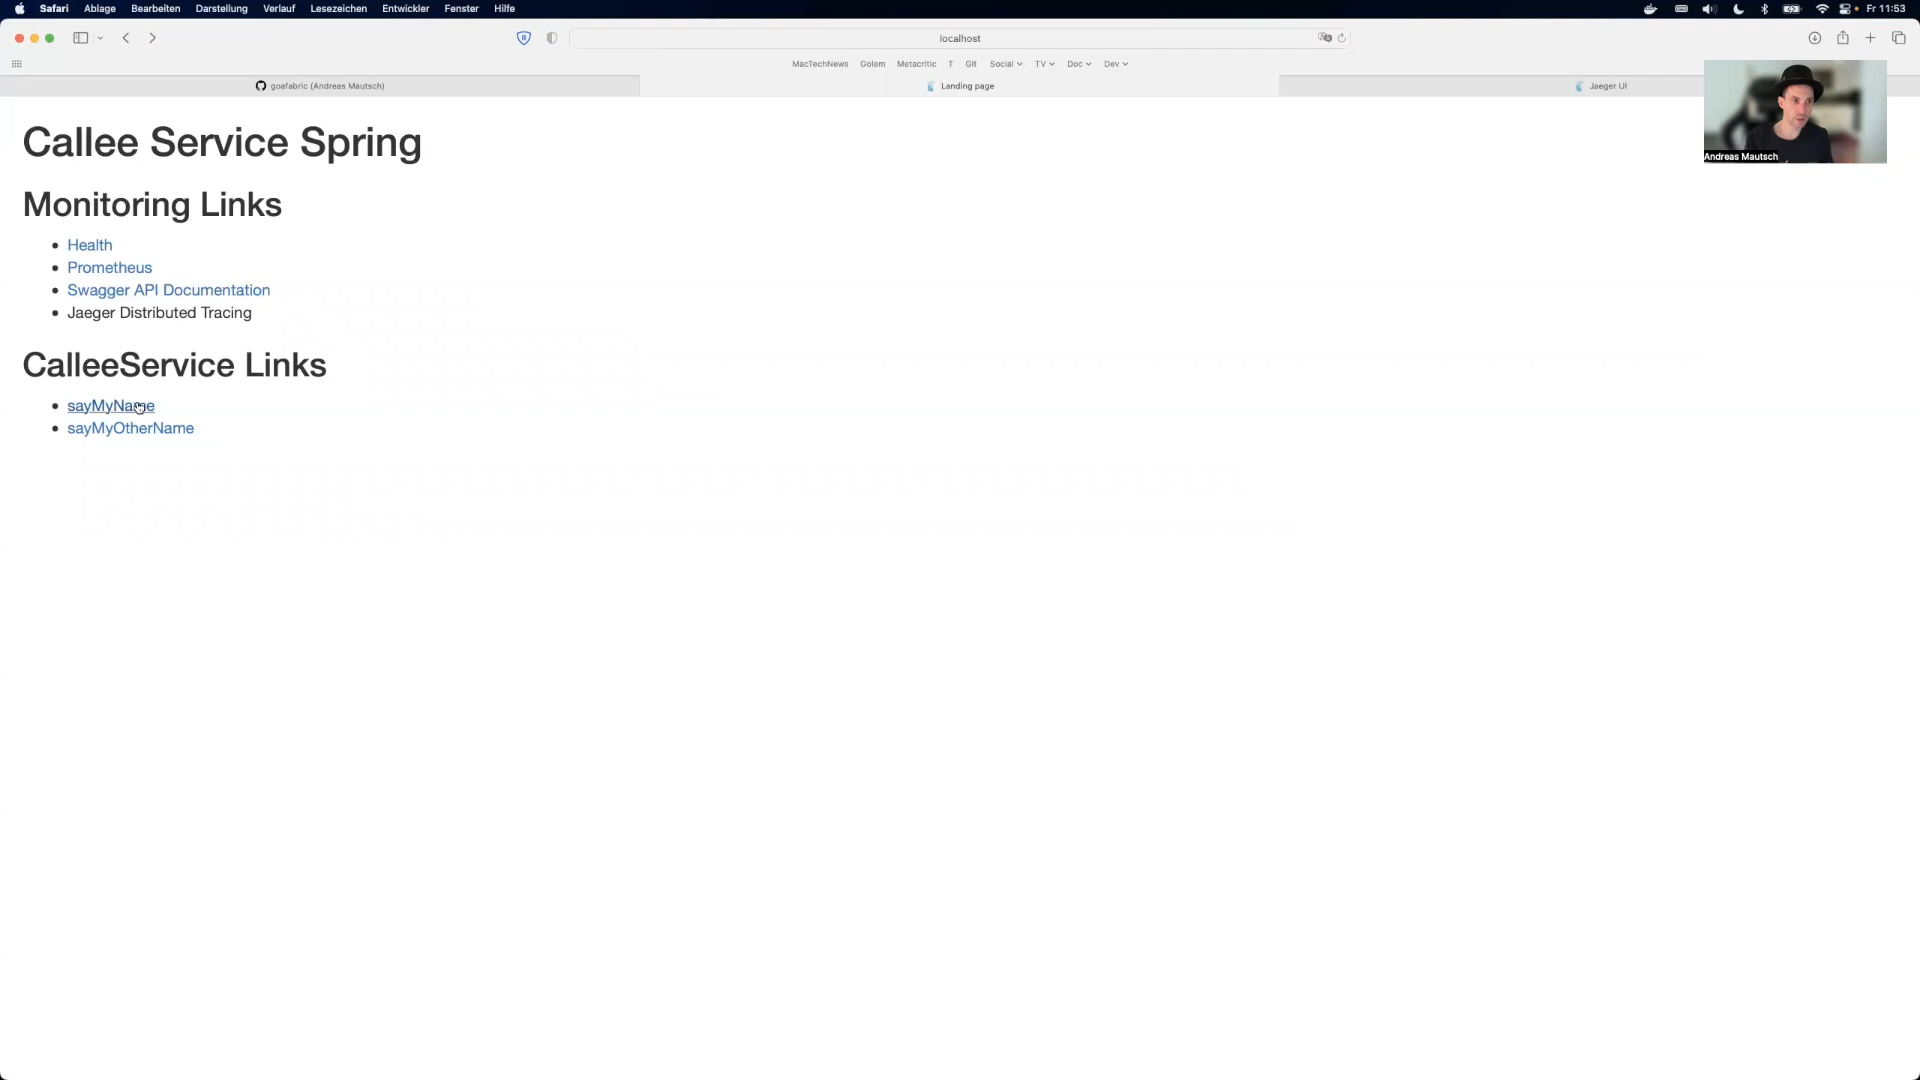 Safari Ablage Bearbeiten Darstellung Verlauf Lesezeichen Entwickler Fenster Hilfe Fr 11:53
localhost
MacTechNews Golem Metacritic T Git Social TV Doc Dev
goafabric (Andreas Mautsch) Landing page Jaeger UI
Andreas Mautsch
Callee Service Spring
Monitoring Links
• Health
• Prometheus
• Swagger API Documentation
• Jaeger Distributed Tracing
CalleeService Links
• sayMyName
• sayMyOtherName